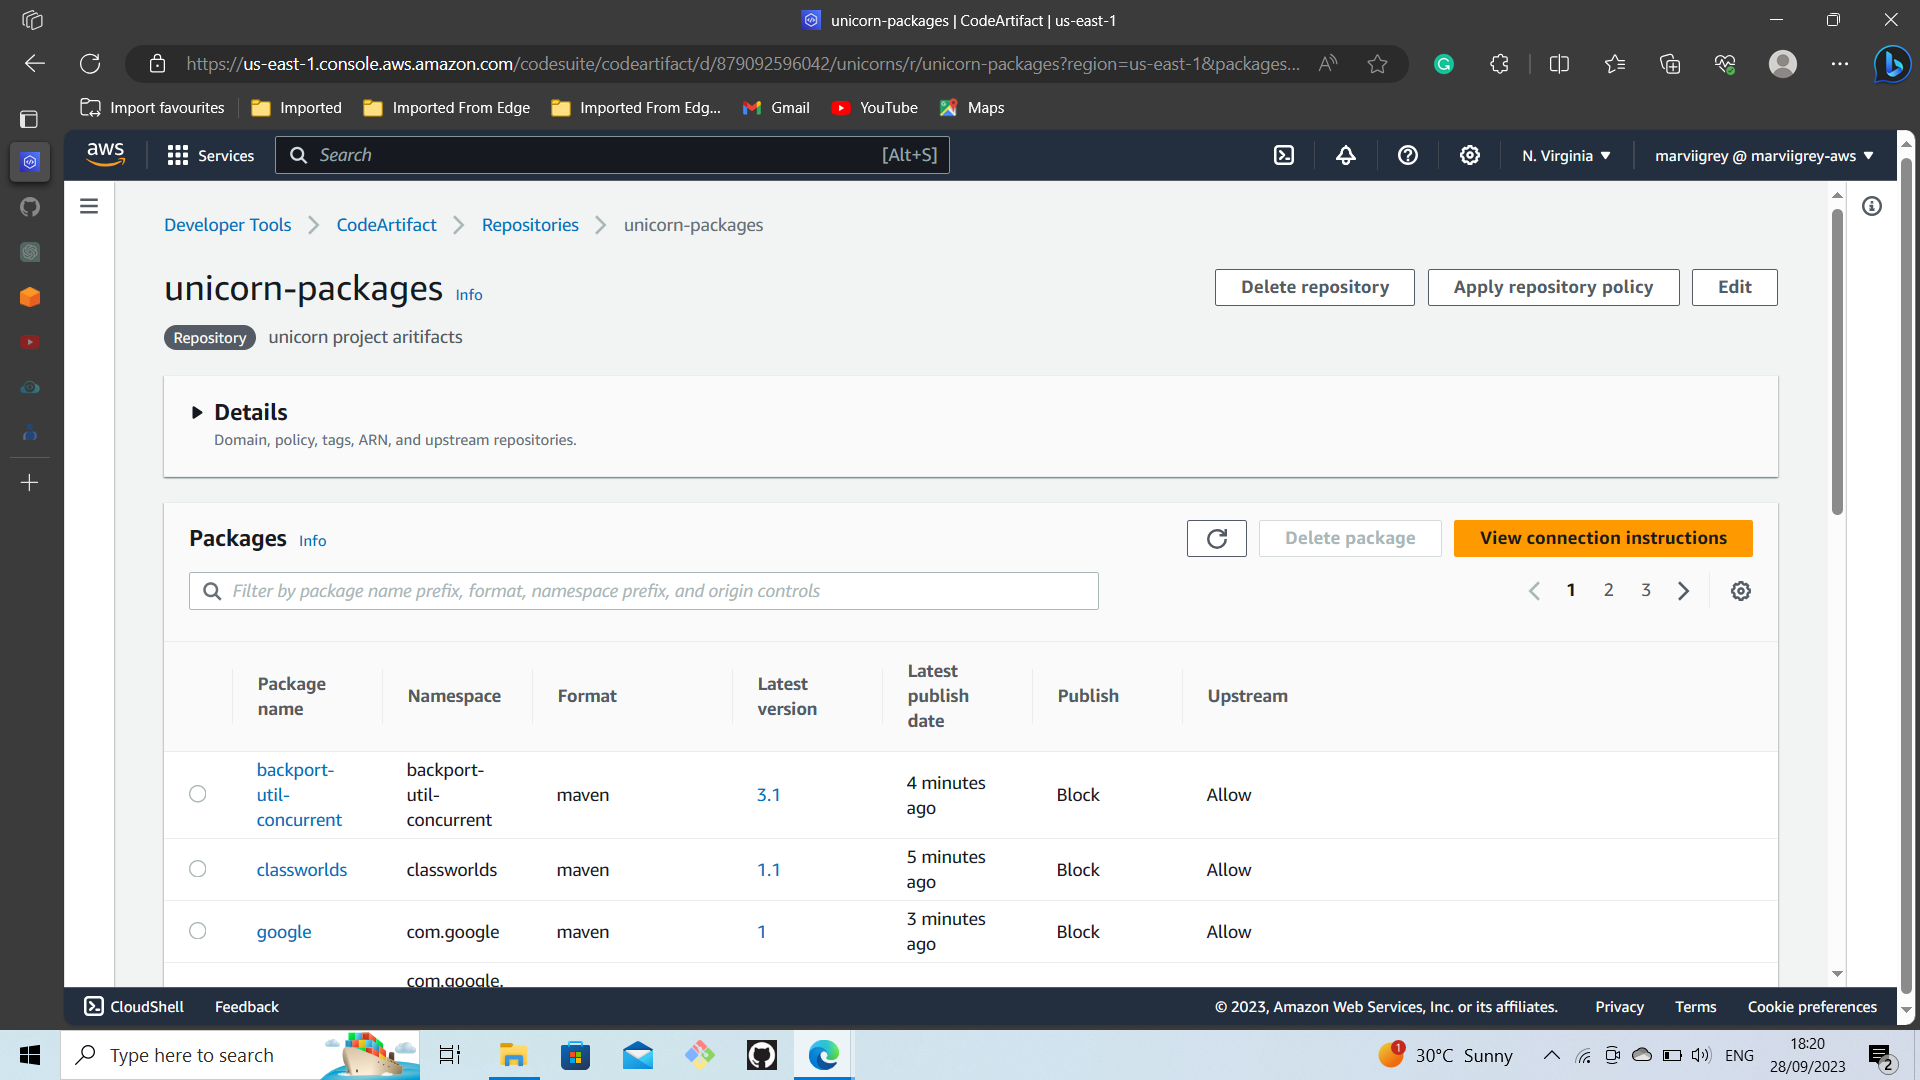 unicorn-packages | CodeArtifact | us-east-1
https://us-east-1.console.aws.amazon.com/codesuite/codeartifact/d/879092596042/unicorns/r/unicorn-packages?region=us-east-1&packages...
Import favourites
Imported
Imported From Edge
Imported From Edg...
Gmail
YouTube
Maps
aws
Services
Search
[Alt+S]
N. Virginia
marviigrey @ marviigrey-aws
Developer Tools
CodeArtifact
Repositories
unicorn-packages
unicorn-packages Info
Delete repository
Apply repository policy
Edit
Repository
unicorn project aritifacts
Details
Domain, policy, tags, ARN, and upstream repositories.
Packages Info
Delete package
View connection instructions
Filter by package name prefix, format, namespace prefix, and origin controls
1 2 3
Package
name
Namespace
Format
Latest
version
Latest
publish
date
Publish
Upstream
backport-
util-
concurrent
backport-
util-
concurrent
maven
3.1
4 minutes
ago
Block
Allow
classworlds
classworlds
maven
1.1
5 minutes
ago
Block
Allow
google
com.google
maven
1
3 minutes
ago
Block
Allow
com.google.
CloudShell
Feedback
© 2023, Amazon Web Services, Inc. or its affiliates.
Privacy
Terms
Cookie preferences
Type here to search
1
30°C Sunny
ENG
18:20
28/09/2023
2